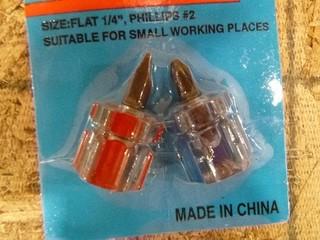 SIZE:FLAT 1/4", PHILLIPS #2
SUITABLE FOR SMALL WORKING PLACES
MADE IN CHINA